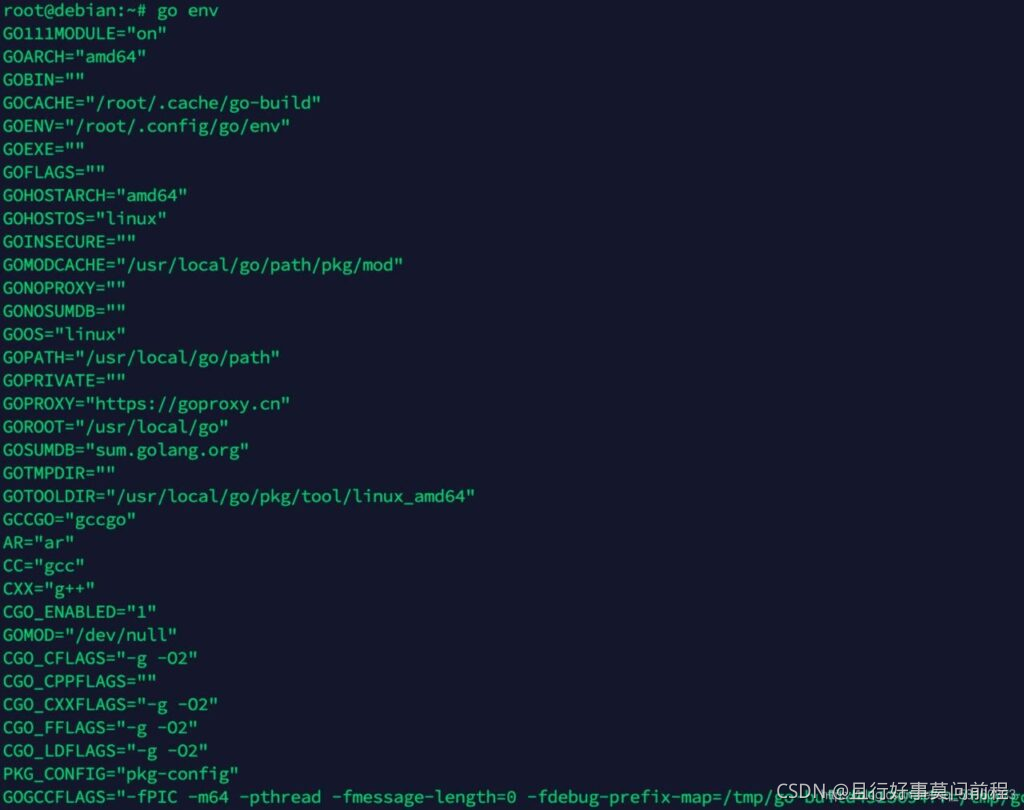 root@debian:~# go env
GO111MODULE="on"
GOARCH="amd64"
GOBIN=""
GOCACHE="/root/.cache/go-build"
GOENV="/root/.config/go/env"
GOEXE=""
GOFLAGS=""
GOHOSTARCH="amd64"
GOHOSTOS="linux"
GOINSECURE=""
GOMODCACHE="/usr/local/go/path/pkg/mod"
GONOPROXY=""
GONOSUMDB=""
GOOS="linux"
GOPATH="/usr/local/go/path"
GOPRIVATE=""
GOPROXY="https://goproxy.cn"
GOROOT="/usr/local/go"
GOSUMDB="sum.golang.org"
GOTMPDIR=""
GOTOOLDIR="/usr/local/go/pkg/tool/linux_amd64"
GCCGO="gccgo"
AR="ar"
CC="gcc"
CXX="g++"
CGO_ENABLED="1"
GOMOD="/dev/null"
CGO_CFLAGS="-g -O2"
CGO_CPPFLAGS=""
CGO_CXXFLAGS="-g -O2"
CGO_FFLAGS="-g -O2"
CGO_LDFLAGS="-g -O2"
PKG_CONFIG="pkg-config"
GOGCCFLAGS="-fPIC -m64 -pthread -fmessage-length=0 -fdebug-prefix-map=/tmp/go
CSDN @且行好事莫问前程